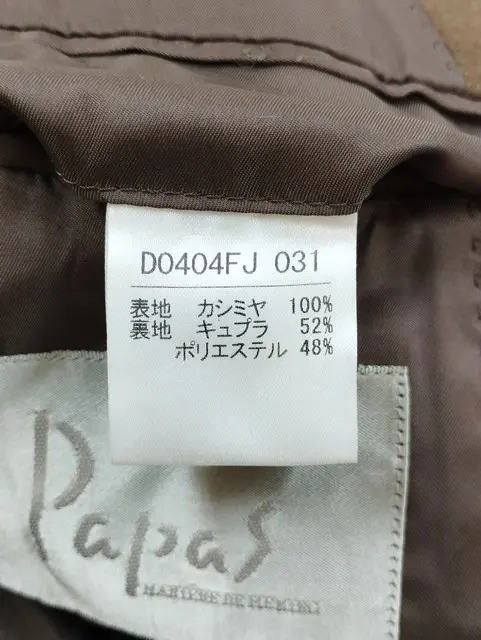 D0404FJ 031
表地 カシミヤ 100%
裏地 キュプラ 52%
ポリエステル 48%
Papas